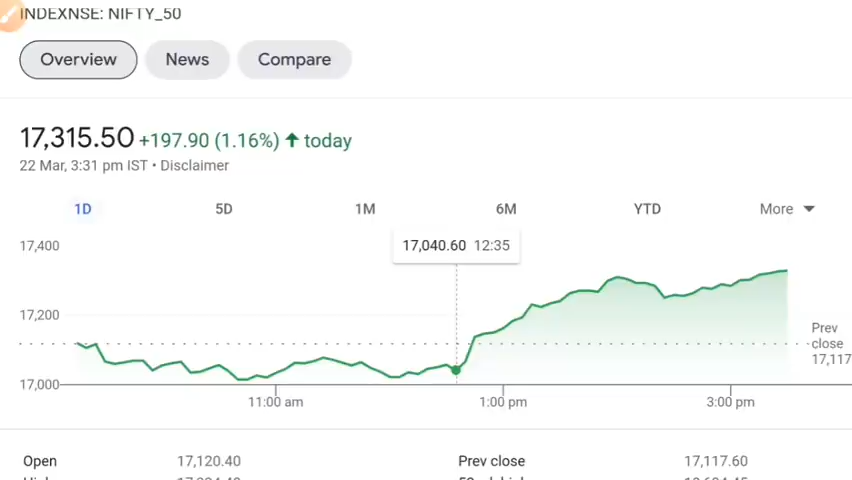 INDEXNSE: NIFTY_50
Overview News Compare
17,315.50 +197.90 (1.16%) ↑ today
22 Mar, 3:31 pm IST • Disclaimer
1D 5D 1M 6M YTD More
17,040.60 12:35
17,400
17,200
17,000
Prev
close
17,117
11:00 am 1:00 pm 3:00 pm
Open 17,120.40 Prev close 17,117.60